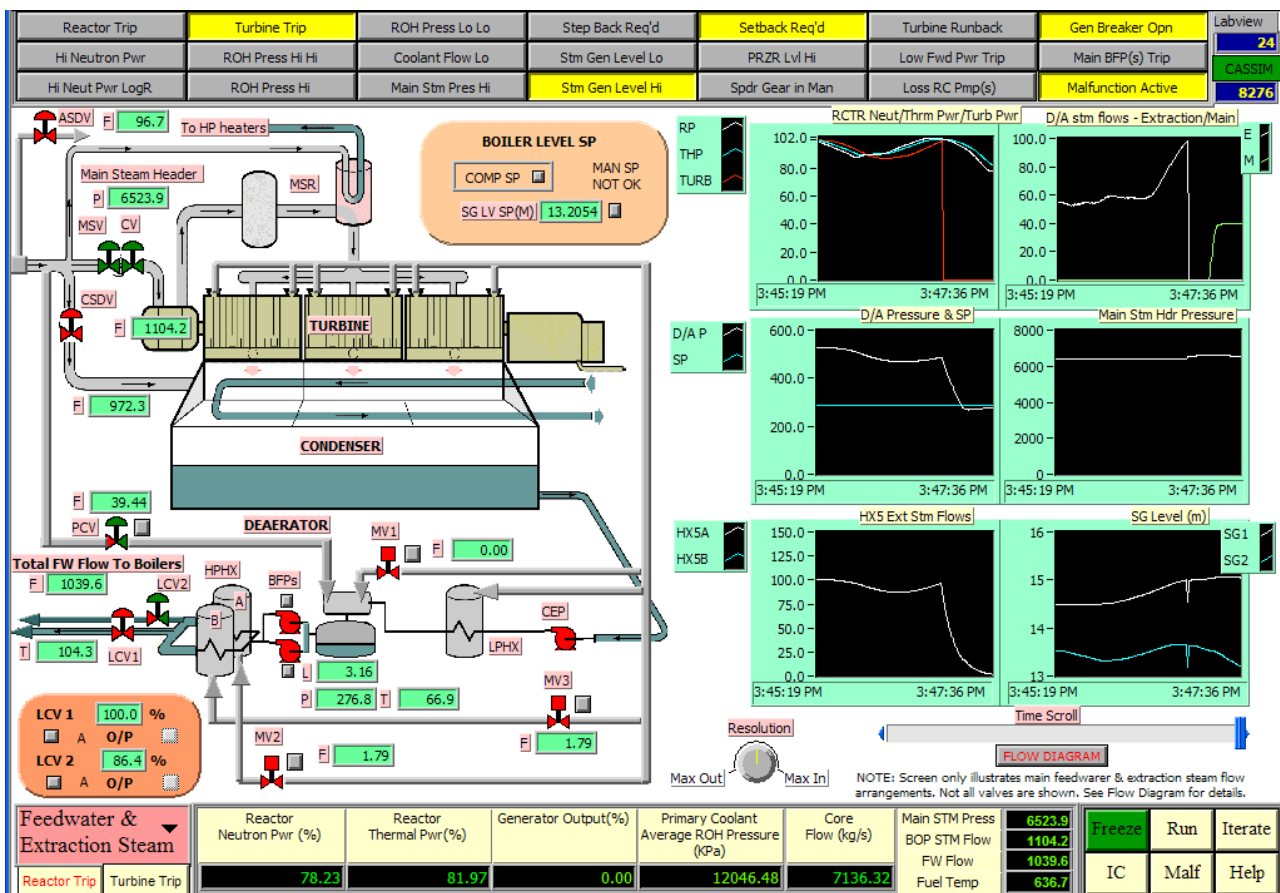 Reactor Trip
Turbine Trip
ROH Press Lo Lo
Step Back Req'd
Setback Req'd
Turbine Runback
Gen Breaker Opn
Labview
24
Hi Neutron Pwr
ROH Press Hi Hi
Coolant Flow Lo
Stm Gen Level Lo
PRZR Lvl Hi
Low Fwd Pwr Trip
Main BFP(s) Trip
CASSIM
Hi Neut Pwr LogR
ROH Press Hi
Main Stm Pres Hi
Stm Gen Level Hi
Spdr Gear in Man
Loss RC Pmp(s)
Malfunction Active
8276
ASDV
F 96.7
To HP heaters
Main Steam Header
P 6523.9
MSR
MSV
CV
CSDV
F 1104.2
TURBINE
F 972.3
CONDENSER
BOILER LEVEL SP
COMP SP
MAN SP
NOT OK
SG LV SP(M) 13.2054
F 39.44
PCV
DEAERATOR
MV1
F 0.00
Total FW Flow To Boilers
F 1039.6
LCV2
HPHX
BFPs
A
B
CEP
LPHX
T 104.3
LCV1
L 3.16
P 276.8 T 66.9
MV3
F 1.79
MV2
F 1.79
LCV 1 100.0 %
A O/P
LCV 2 86.4 %
A O/P
RCTR Neut/Thrm Pwr/Turb Pwr
RP
THP
TURB
102.0
80.0
60.0
40.0
20.0
0.0
3:45:19 PM 3:47:36 PM
D/A stm flows - Extraction/Main
E
M
100.0
80.0
60.0
40.0
20.0
0.0
3:45:19 PM 3:47:36 PM
D/A Pressure & SP
D/A P
SP
600.0
400.0
200.0
0.0
3:45:19 PM 3:47:36 PM
Main Stm Hdr Pressure
8000
6000
4000
2000
0
3:45:19 PM 3:47:36 PM
HX5 Ext Stm Flows
HX5A
HX5B
150.0
125.0
100.0
75.0
50.0
25.0
0.0
3:45:19 PM 3:47:36 PM
SG Level (m)
SG1
SG2
16
15
14
13
3:45:19 PM 3:47:36 PM
Time Scroll
Resolution
Max Out
Max In
FLOW DIAGRAM
NOTE: Screen only illustrates main feedwarer & extraction steam flow
arrangements. Not all valves are shown. See Flow Diagram for details.
Feedwater &
Extraction Steam
Reactor Trip
Turbine Trip
Reactor
Neutron Pwr (%)
78.23
Reactor
Thermal Pwr(%)
81.97
Generator Output(%)
0.00
Primary Coolant
Average ROH Pressure
(KPa)
12046.48
Core
Flow (kg/s)
7136.32
Main STM Press 6523.9
BOP STM Flow 1104.2
FW Flow 1039.6
Fuel Temp 636.7
Freeze
Run
Iterate
IC
Malf
Help